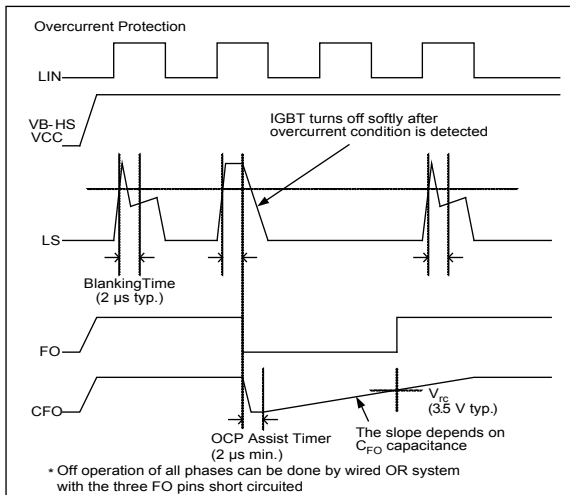 Overcurrent Protection
LIN
VB-HS
VCC
IGBT turns off softly after
overcurrent condition is detected
LS
BlankingTime
(2 µs typ.)
FO
CFO
Vrc
(3.5 V typ.)
OCP Assist Timer
(2 µs min.)
The slope depends on
CFO capacitance
* Off operation of all phases can be done by wired OR system
with the three FO pins short circuited